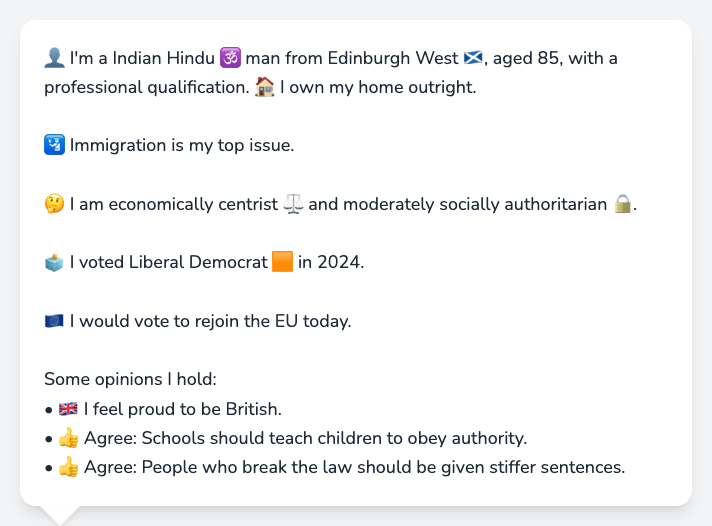 👤 I'm a Indian Hindu 🕉️ man from Edinburgh West 🏴󠁧󠁢󠁳󠁣󠁴󠁿, aged 85, with a
professional qualification. 🏠 I own my home outright.
🛂 Immigration is my top issue.
🤔 I am economically centrist ⚖️ and moderately socially authoritarian 🔒.
🗳️ I voted Liberal Democrat 🟧 in 2024.
🇪🇺 I would vote to rejoin the EU today.
Some opinions I hold:
• 🇬🇧 I feel proud to be British.
• 👍 Agree: Schools should teach children to obey authority.
• 👍 Agree: People who break the law should be given stiffer sentences.